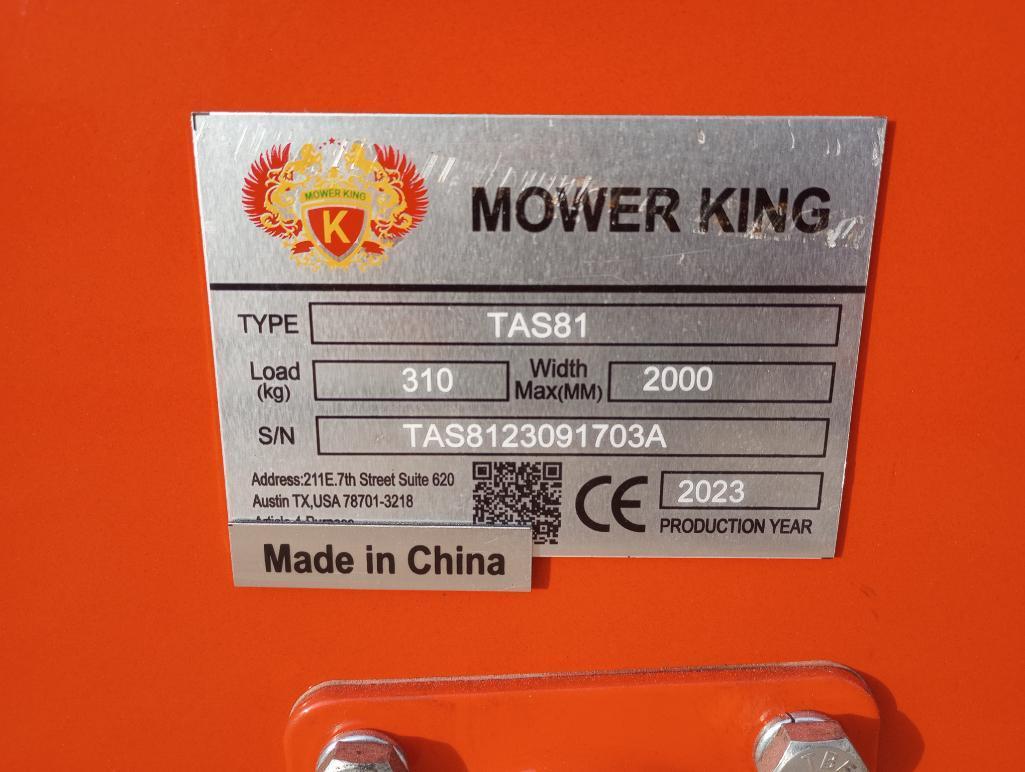 MOWER KING
K
MOWER KING
TYPE TAS81
Load (kg) 310 Width Max(MM) 2000
S/N TAS8123091703A
Address:211E.7th Street Suite 620
Austin TX,USA 78701-3218
CE 2023
PRODUCTION YEAR
Made in China